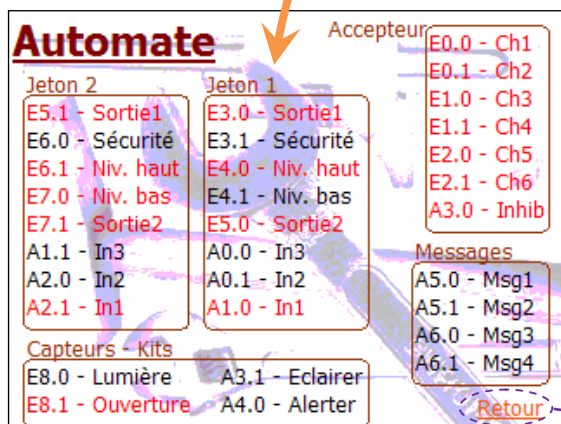 Automate
Jeton 2
E5.1 - Sortie1
E6.0 - Sécurité
E6.1 - Niv. haut
E7.0 - Niv. bas
E7.1 - Sortie2
A1.1 - In3
A2.0 - In2
A2.1 - In1
Jeton 1
E3.0 - Sortie1
E3.1 - Sécurité
E4.0 - Niv. haut
E4.1 - Niv. bas
E5.0 - Sortie2
A0.0 - In3
A0.1 - In2
A1.0 - In1
Accepteur
E0.0 - Ch1
E0.1 - Ch2
E1.0 - Ch3
E1.1 - Ch4
E2.0 - Ch5
E2.1 - Ch6
A3.0 - Inhib
Messages
A5.0 - Msg1
A5.1 - Msg2
A6.0 - Msg3
A6.1 - Msg4
Capteurs - Kits
E8.0 - Lumière
E8.1 - Ouverture
A3.1 - Eclairer
A4.0 - Alerter
Retour